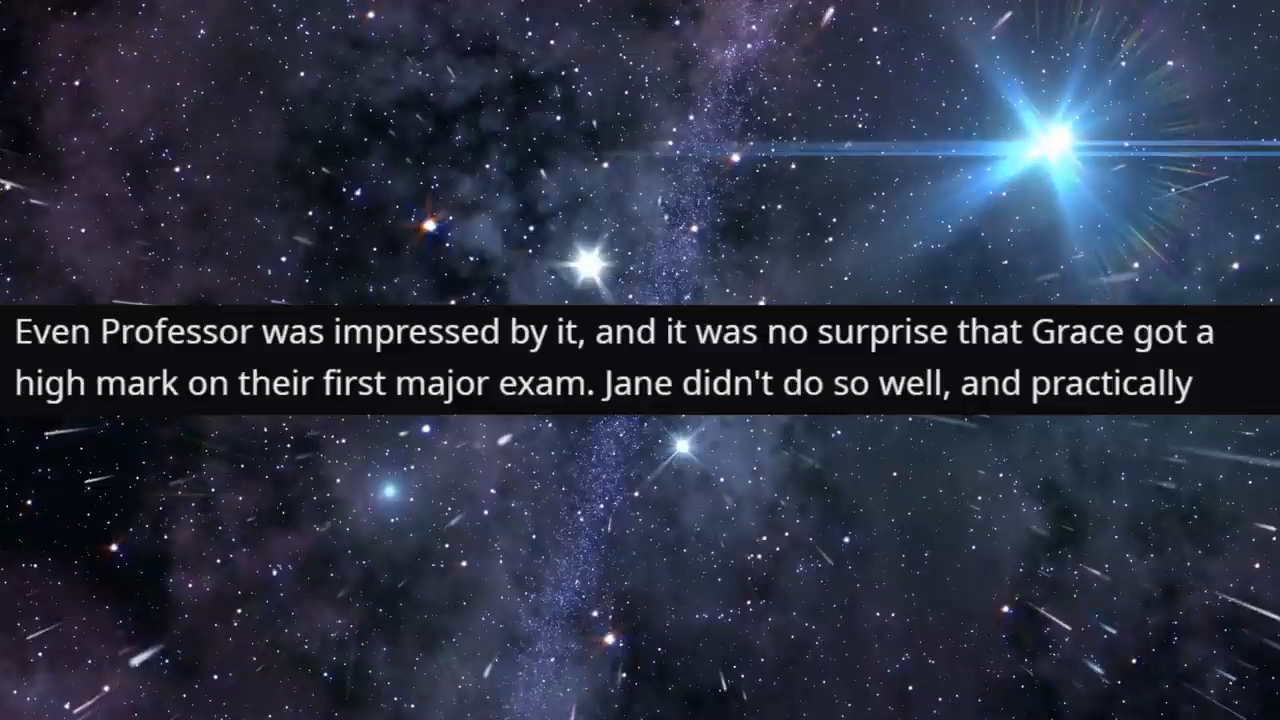 Even Professor was impressed by it, and it was no surprise that Grace got a
high mark on their first major exam. Jane didn't do so well, and practically